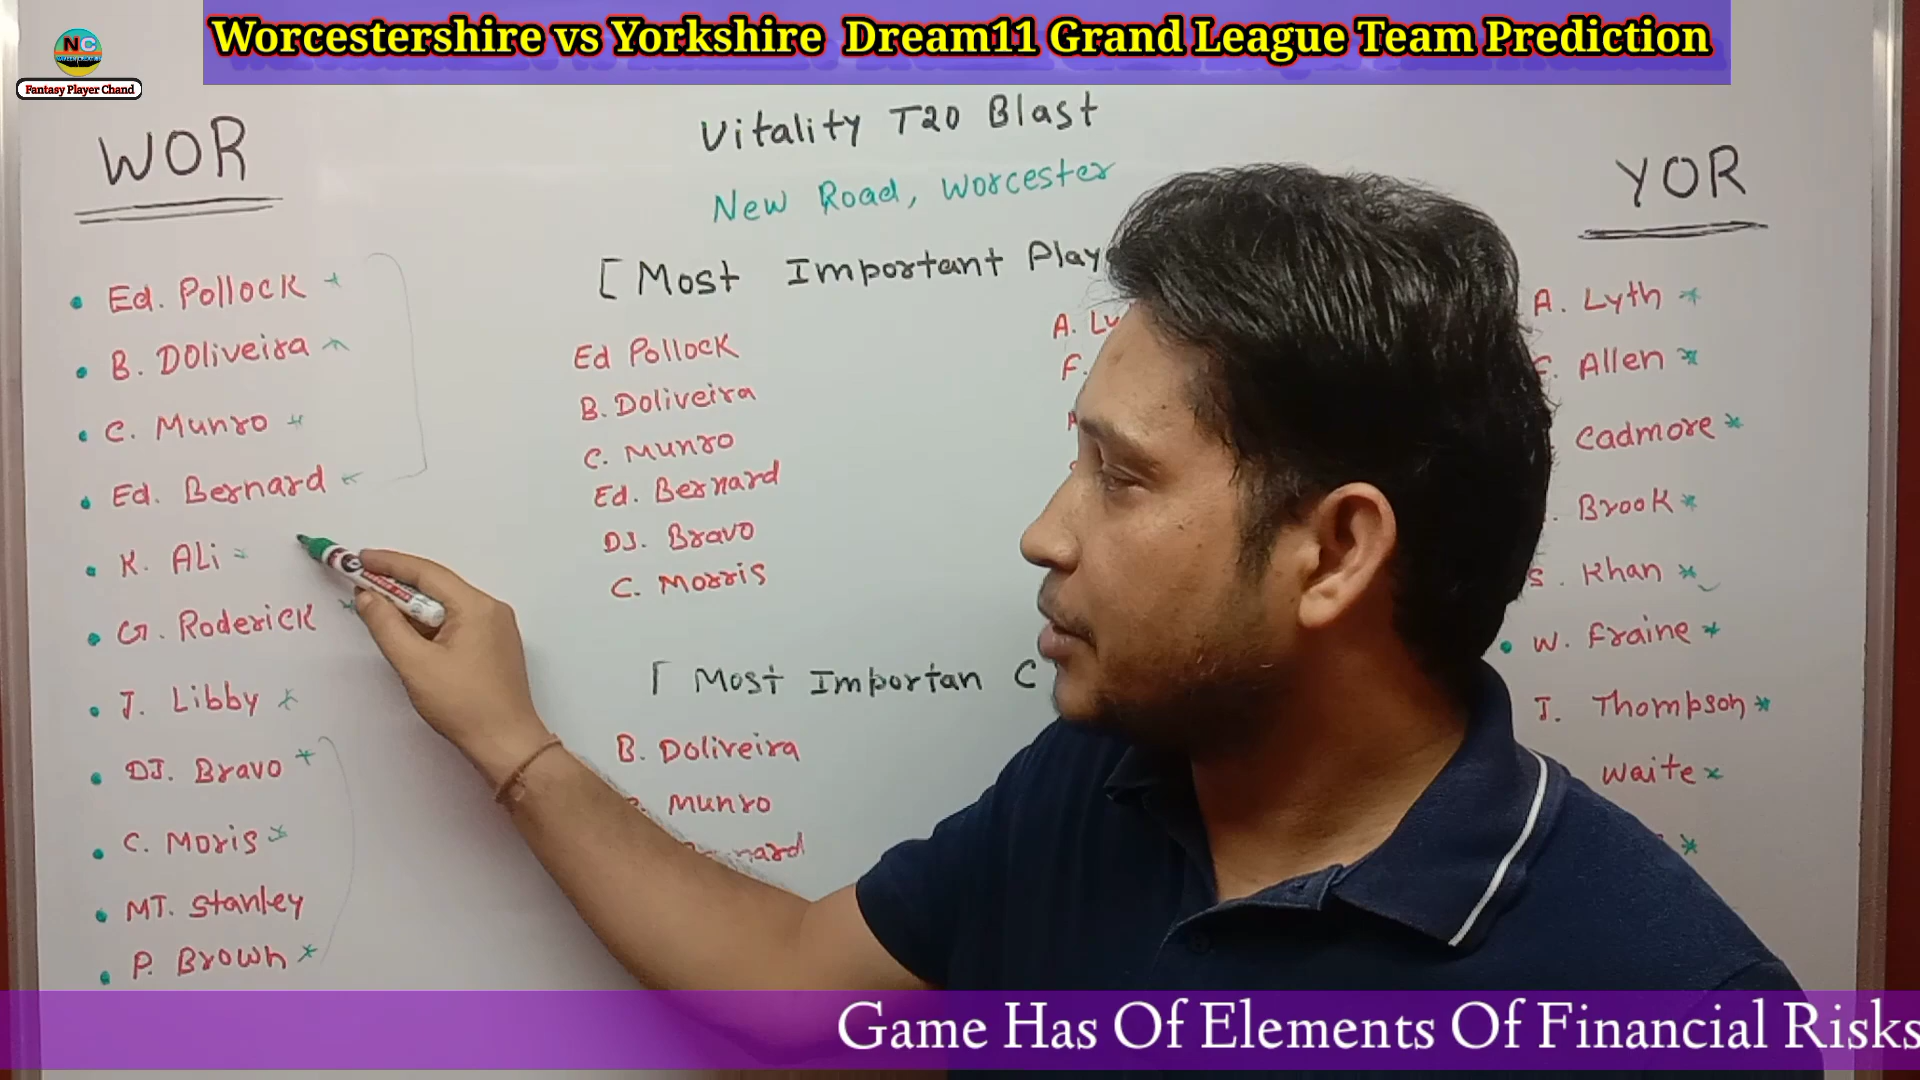 Worcestershire vs Yorkshire Dream11 Grand League Team Prediction
NC
Fantasy Player Chand
Vitality T20 Blast
New Road, Worcester
WOR
Ed. Pollock
B. DOliveira
C. Munro
Ed. Bernard
K. Ali
G. Roderick
J. Libby
DJ. Bravo
C. Moris
MT. Stanley
P. Brown
[Most Important
Ed Pollock
B. Doliveira
C. Munro
Ed. Bernard
DJ. Bravo
C. Morris
A.
F.
[Most Importan C
B. Doliveira
Munro
YOR
A. Lyth
F. Allen
Cadmore
Brook
S. Khan
W. Fraine
J. Thompson
Waite
Game Has Of Elements Of Financial Risks